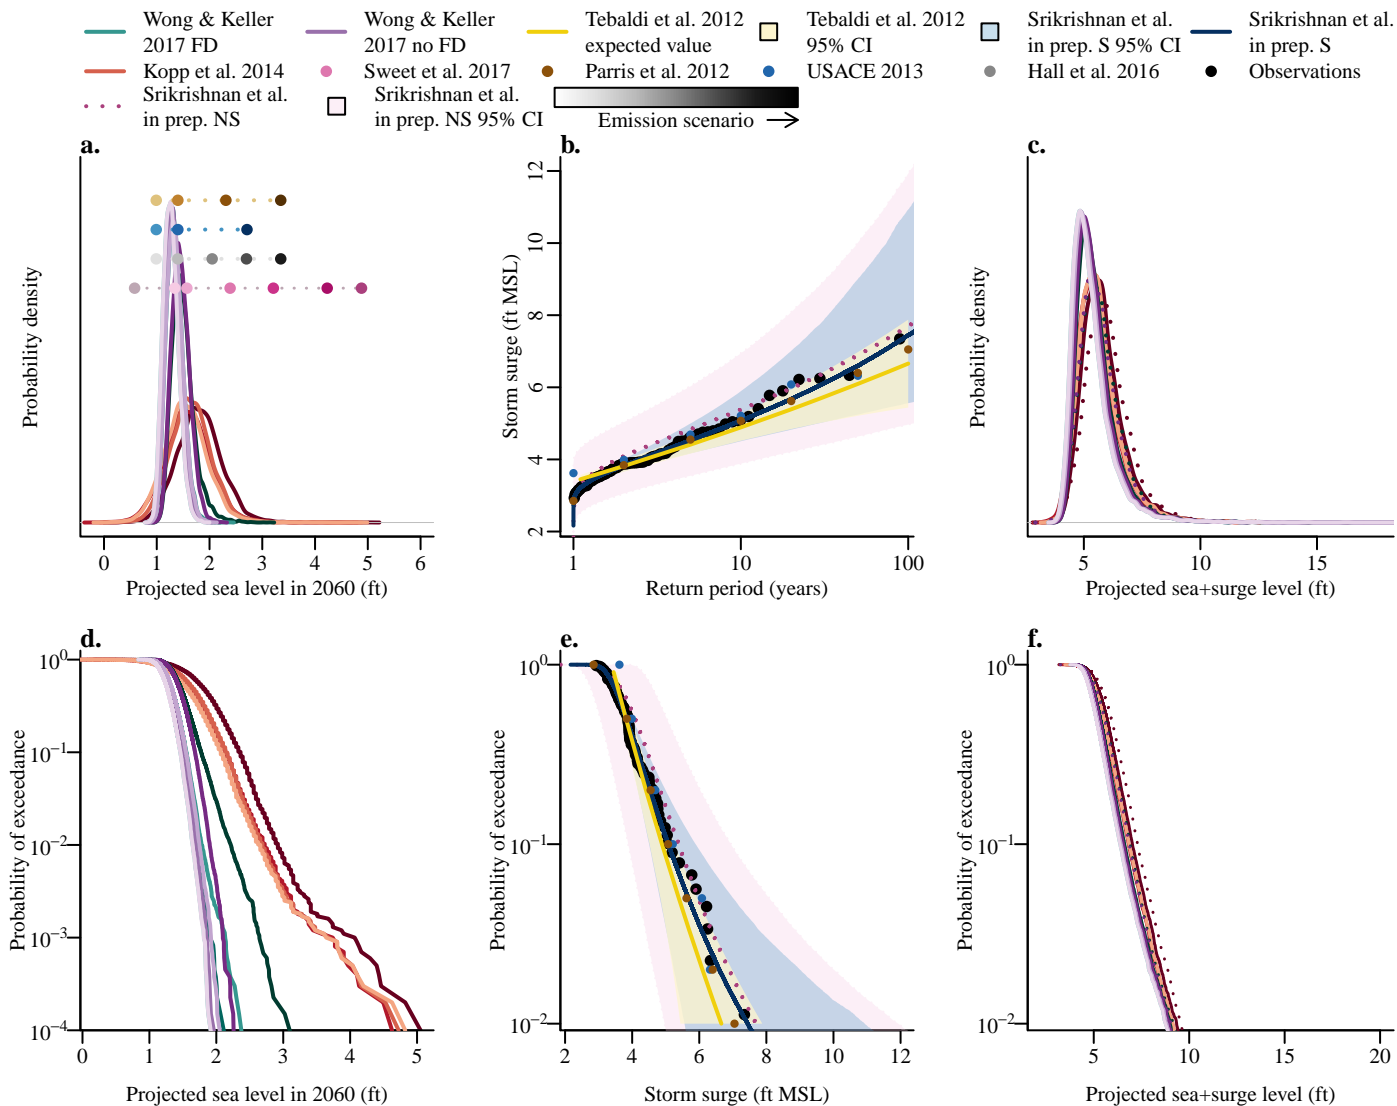 Wong & Keller
2017 FD
Wong & Keller
2017 no FD
Tebaldi et al. 2012
expected value
Tebaldi et al. 2012
95% CI
Srikrishnan et al.
in prep. S 95% CI
Srikrishnan et al.
in prep. S
Kopp et al. 2014
Sweet et al. 2017
Parris et al. 2012
USACE 2013
Hall et al. 2016
Observations
Srikrishnan et al.
in prep. NS
Srikrishnan et al.
in prep. NS 95% CI
Emission scenario
a.
Probability density
0 1 2 3 4 5 6
Projected sea level in 2060 (ft)
b.
Storm surge (ft MSL)
12
10
8
6
4
2
1 10 100
Return period (years)
c.
Probability density
5 10 15
Projected sea+surge level (ft)
d.
Probability of exceedance
10⁰
10⁻¹
10⁻²
10⁻³
10⁻⁴
0 1 2 3 4 5
Projected sea level in 2060 (ft)
e.
Probability of exceedance
10⁰
10⁻¹
10⁻²
2 4 6 8 10 12
Storm surge (ft MSL)
f.
Probability of exceedance
10⁰
10⁻¹
10⁻²
5 10 15 20
Projected sea+surge level (ft)